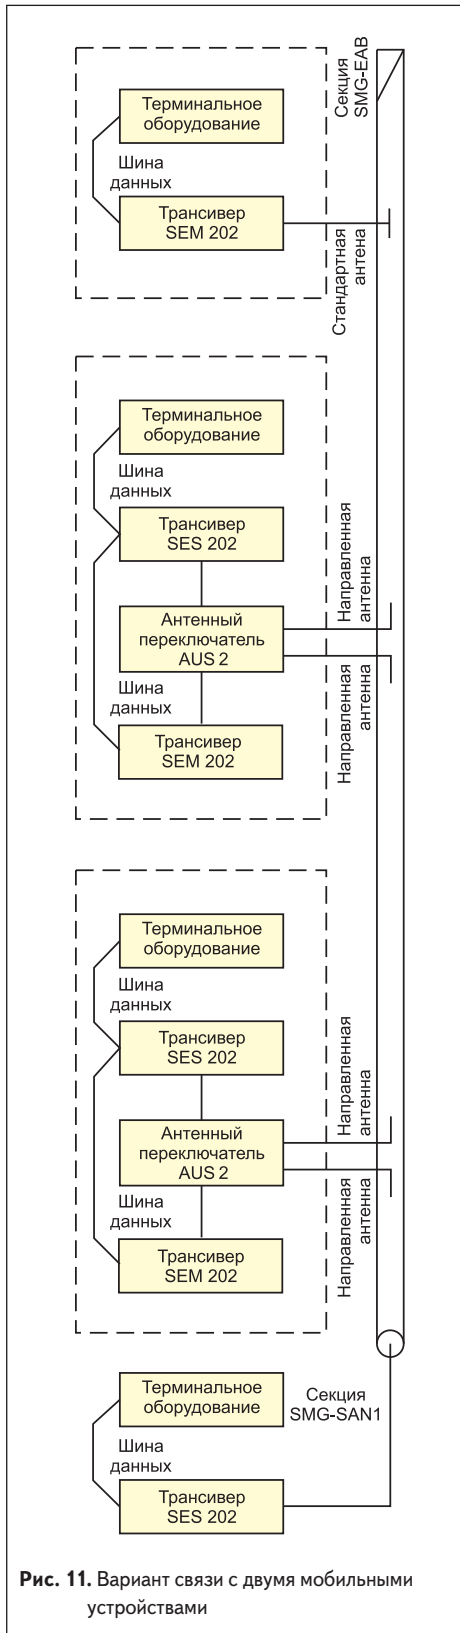 Секция
SMG-EAB
Терминальное
оборудование
Шина
данных
Трансивер
SEM 202
Стандартная
антена
Терминальное
оборудование
Шина
данных
Трансивер
SES 202
Направленная
антенна
Антенный
переключатель
AUS 2
Шина
данных
Направленная
антенна
Трансивер
SEM 202
Терминальное
оборудование
Шина
данных
Трансивер
SES 202
Направленная
антенна
Антенный
переключатель
AUS 2
Шина
данных
Направленная
антенна
Трансивер
SEM 202
Терминальное
оборудование
Секция
SMG-SAN1
Шина
данных
Трансивер
SES 202
Рис. 11. Вариант связи с двумя мобильными
устройствами